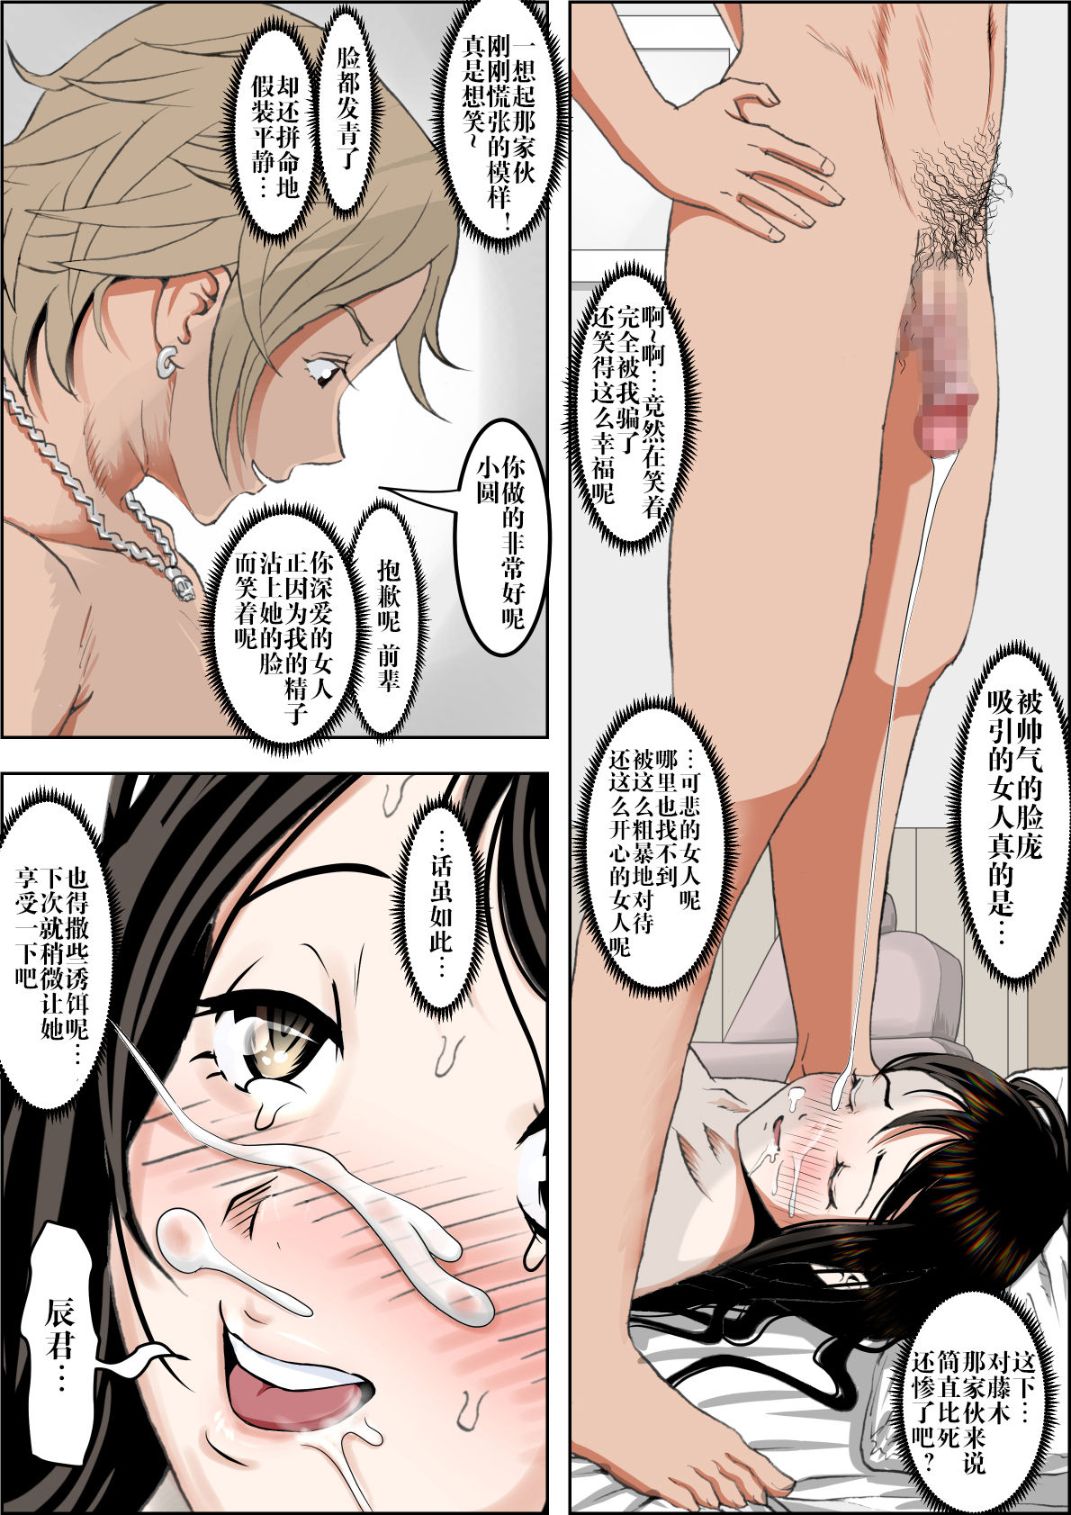 一想起那家伙
刚刚慌张的模样！
真是想笑~
脸都发青了
却还拼命地
假装平静…
你做的非常好呢
小圆
抱歉呢 前辈
你深爱的女人
正因为我的精子
沾上她的脸
而笑着呢
…话虽如此…
也得撒些诱饵呢…
下次就稍微让她
享受一下吧
辰君…
啊~啊…竟然在笑着
完全被我骗了
还笑得这么幸福呢
被帅气的脸庞
吸引的女人真的是…
…可悲的女人呢
哪里也找不到
被这么粗暴地对待
还这么开心的女人呢
这下…
对藤木
那家伙来说
简直比死
还惨了吧？